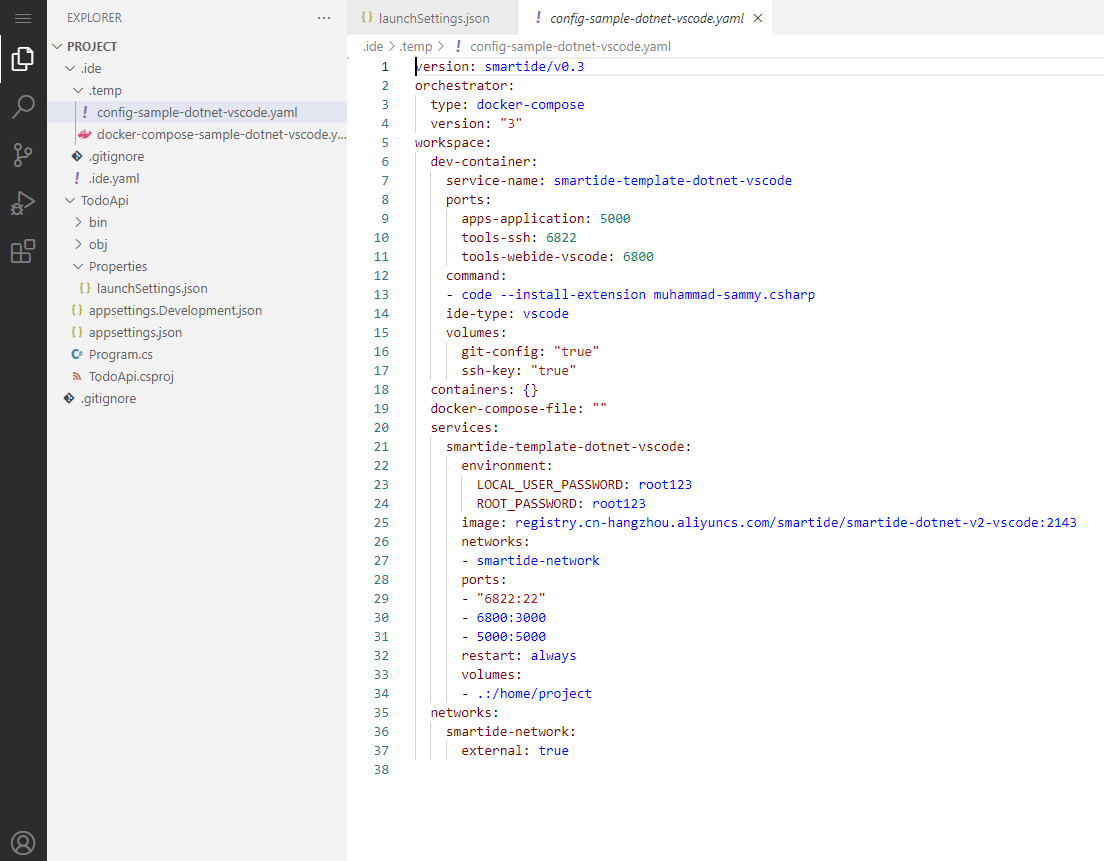 EXPLORER
PROJECT
.ide
.temp
config-sample-dotnet-vscode.yaml
docker-compose-sample-dotnet-vscode.y...
.gitignore
.ide.yaml
TodoApi
bin
obj
Properties
launchSettings.json
appsettings.Development.json
appsettings.json
Program.cs
TodoApi.csproj
.gitignore
launchSettings.json
config-sample-dotnet-vscode.yaml
.ide > .temp > ! config-sample-dotnet-vscode.yaml
1 version: smartide/v0.3
2 orchestrator:
3   type: docker-compose
4   version: "3"
5 workspace:
6   dev-container:
7     service-name: smartide-template-dotnet-vscode
8     ports:
9       apps-application: 5000
10       tools-ssh: 6822
11       tools-webide-vscode: 6800
12     command:
13     - code --install-extension muhammad-sammy.csharp
14     ide-type: vscode
15     volumes:
16       git-config: "true"
17       ssh-key: "true"
18   containers: {}
19   docker-compose-file: ""
20   services:
21     smartide-template-dotnet-vscode:
22       environment:
23         LOCAL_USER_PASSWORD: root123
24         ROOT_PASSWORD: root123
25       image: registry.cn-hangzhou.aliyuncs.com/smartide/smartide-dotnet-v2-vscode:2143
26       networks:
27       - smartide-network
28       ports:
29       - "6822:22"
30       - 6800:3000
31       - 5000:5000
32       restart: always
33       volumes:
34       - .:/home/project
35   networks:
36     smartide-network:
37       external: true
38